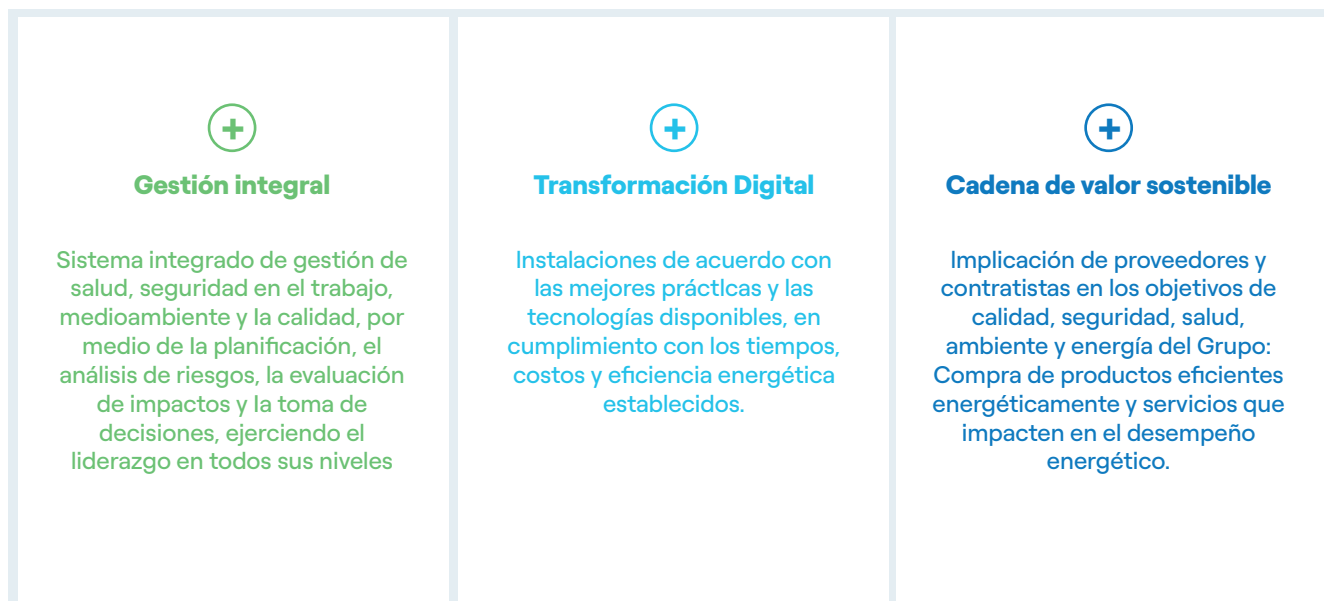 Gestión integral
Sistema integrado de gestión de
salud, seguridad en el trabajo,
medioambiente y la calidad, por
medio de la planificación, el
análisis de riesgos, la evaluación
de impactos y la toma de
decisiones, ejerciendo el
liderazgo en todos sus niveles
Transformación Digital
Instalaciones de acuerdo con
las mejores práctIcas y las
tecnologías disponibles, en
cumplimiento con los tiempos,
costos y eficiencia energética
establecidos.
Cadena de valor sostenible
Implicación de proveedores y
contratistas en los objetivos de
calidad, seguridad, salud,
ambiente y energía del Grupo:
Compra de productos eficientes
energéticamente y servicios que
impacten en el desempeño
energético.